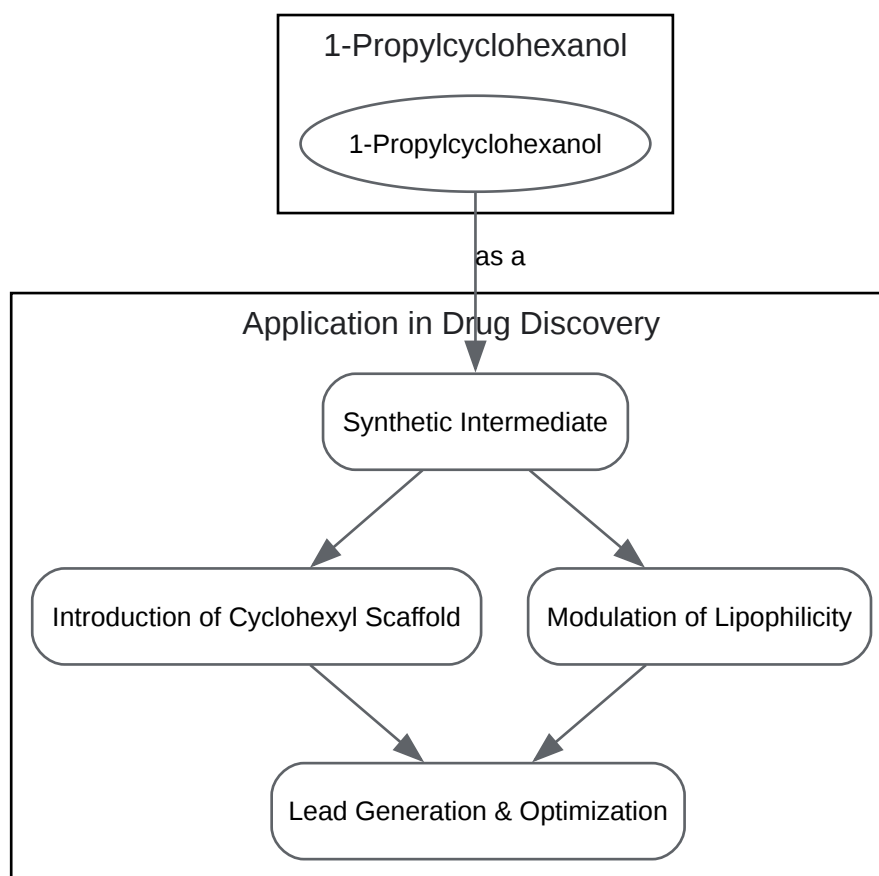 1-Propylcyclohexanol
1-Propylcyclohexanol
as a
Application in Drug Discovery
Synthetic Intermediate
Introduction of Cyclohexyl Scaffold
Modulation of Lipophilicity
Lead Generation & Optimization